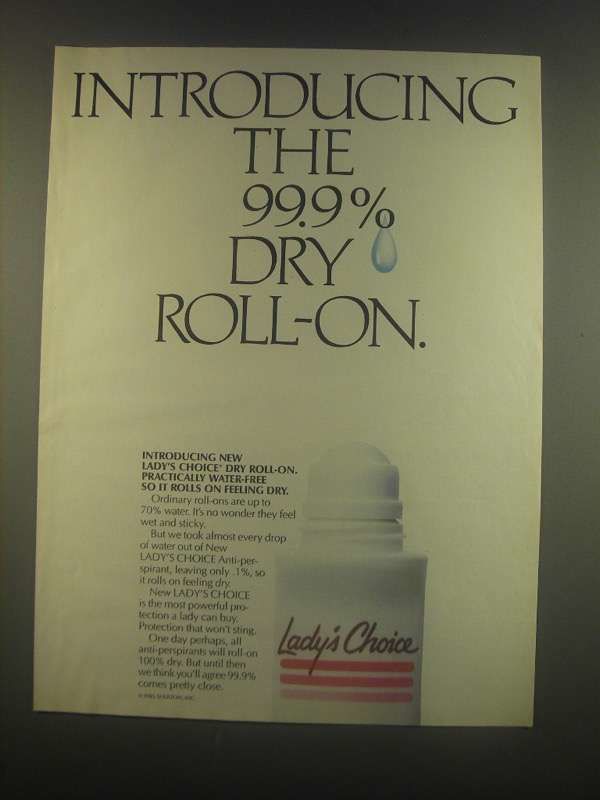 INTRODUCING
THE
99.9%
DRY
ROLL-ON.
INTRODUCING NEW
LADY'S CHOICE® DRY ROLL-ON.
PRACTICALLY WATER-FREE
SO IT ROLLS ON FEELING DRY.
Ordinary roll-ons are up to
70% water. It's no wonder they feel
wet and sticky.
But we took almost every drop
of water out of New
LADY'S CHOICE Anti-per-
spirant, leaving only .1%, so
it rolls on feeling dry.
New LADY'S CHOICE
is the most powerful pro-
tection a lady can buy.
Protection that won't sting.
One day perhaps, all
anti-perspirants will roll-on
100% dry. But until then
we think you'll agree 99.9%
comes pretty close.
Lady's Choice